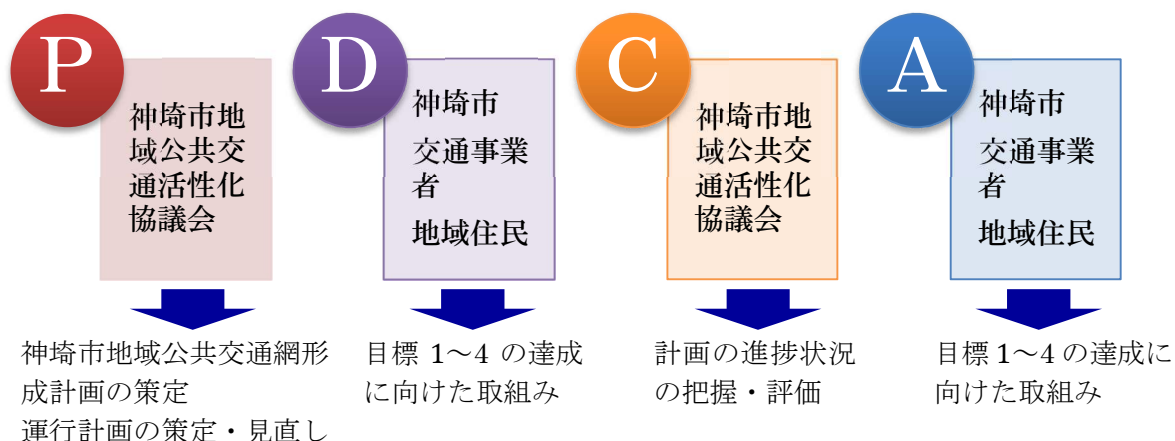 P
神埼市地
域公共交
通活性化
協議会
神埼市地域公共交通網形
成計画の策定
運行計画の策定・見直し
D
神埼市
交通事業
者
地域住民
目標 1～4 の達成
に向けた取組み
C
神埼市地
域公共交
通活性化
協議会
計画の進捗状況
の把握・評価
A
神埼市
交通事業
者
地域住民
目標 1～4 の達成に
向けた取組み